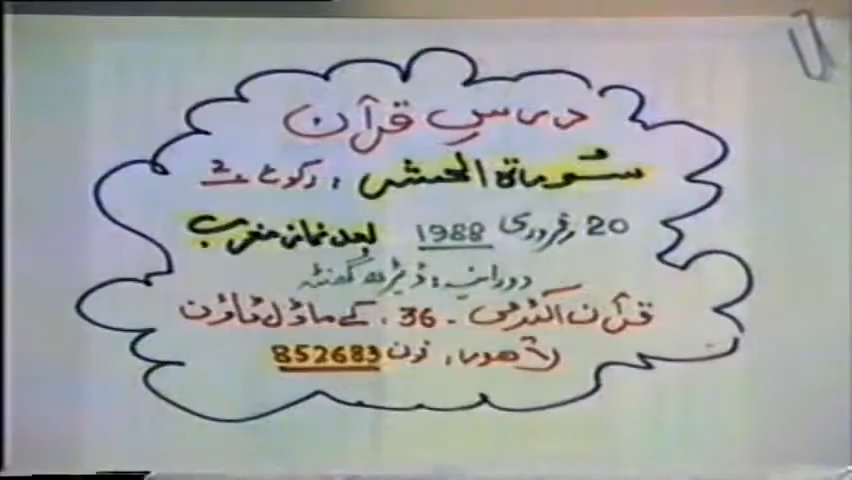 درسِ قرآن
سُورۃ الحشر، رکوع ۲
20 فروری 1988 بعد نمازِ مغرب
دورانیہ: ڈیڑھ گھنٹہ
قرآن اکیڈمی - 36، کے ماڈل ٹاؤن
لاہور، فون 852683